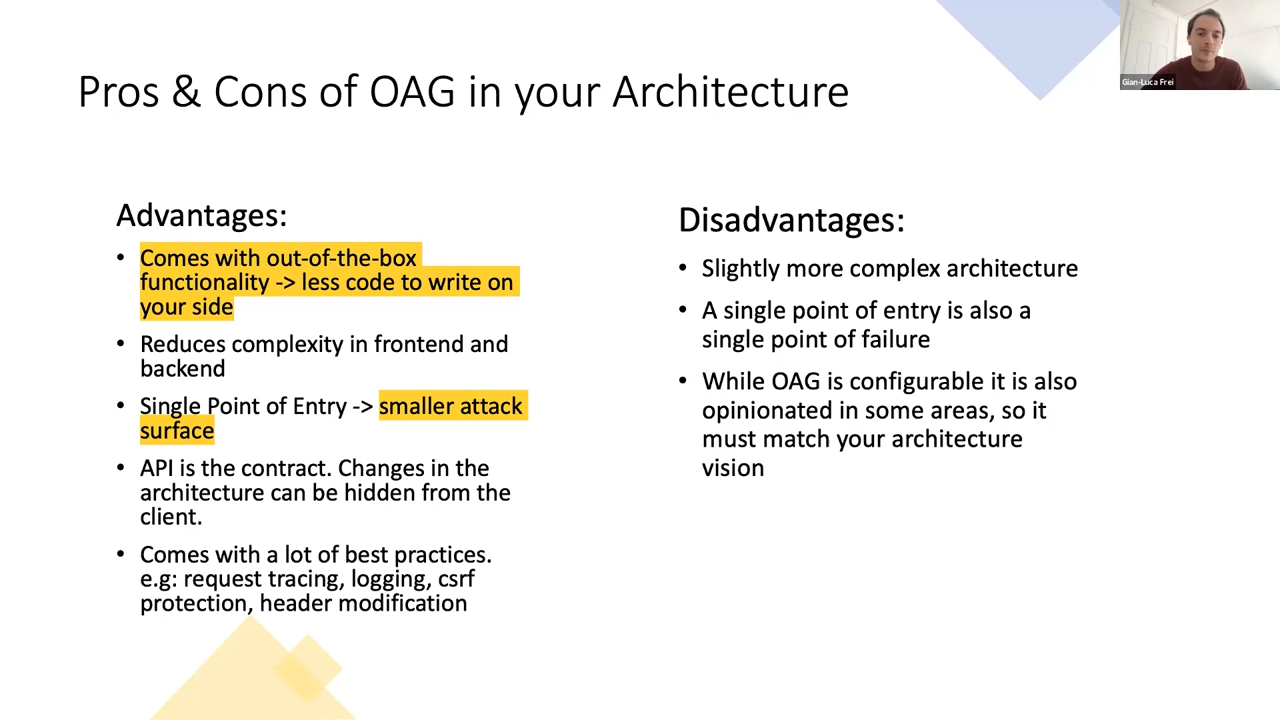 Pros & Cons of OAG in your Architecture
Gian-Luca Frei
Advantages:
• Comes with out-of-the-box
functionality -> less code to write on
your side
• Reduces complexity in frontend and
backend
• Single Point of Entry -> smaller attack
surface
• API is the contract. Changes in the
architecture can be hidden from the
client.
• Comes with a lot of best practices.
e.g: request tracing, logging, csrf
protection, header modification
Disadvantages:
• Slightly more complex architecture
• A single point of entry is also a
single point of failure
• While OAG is configurable it is also
opinionated in some areas, so it
must match your architecture
vision